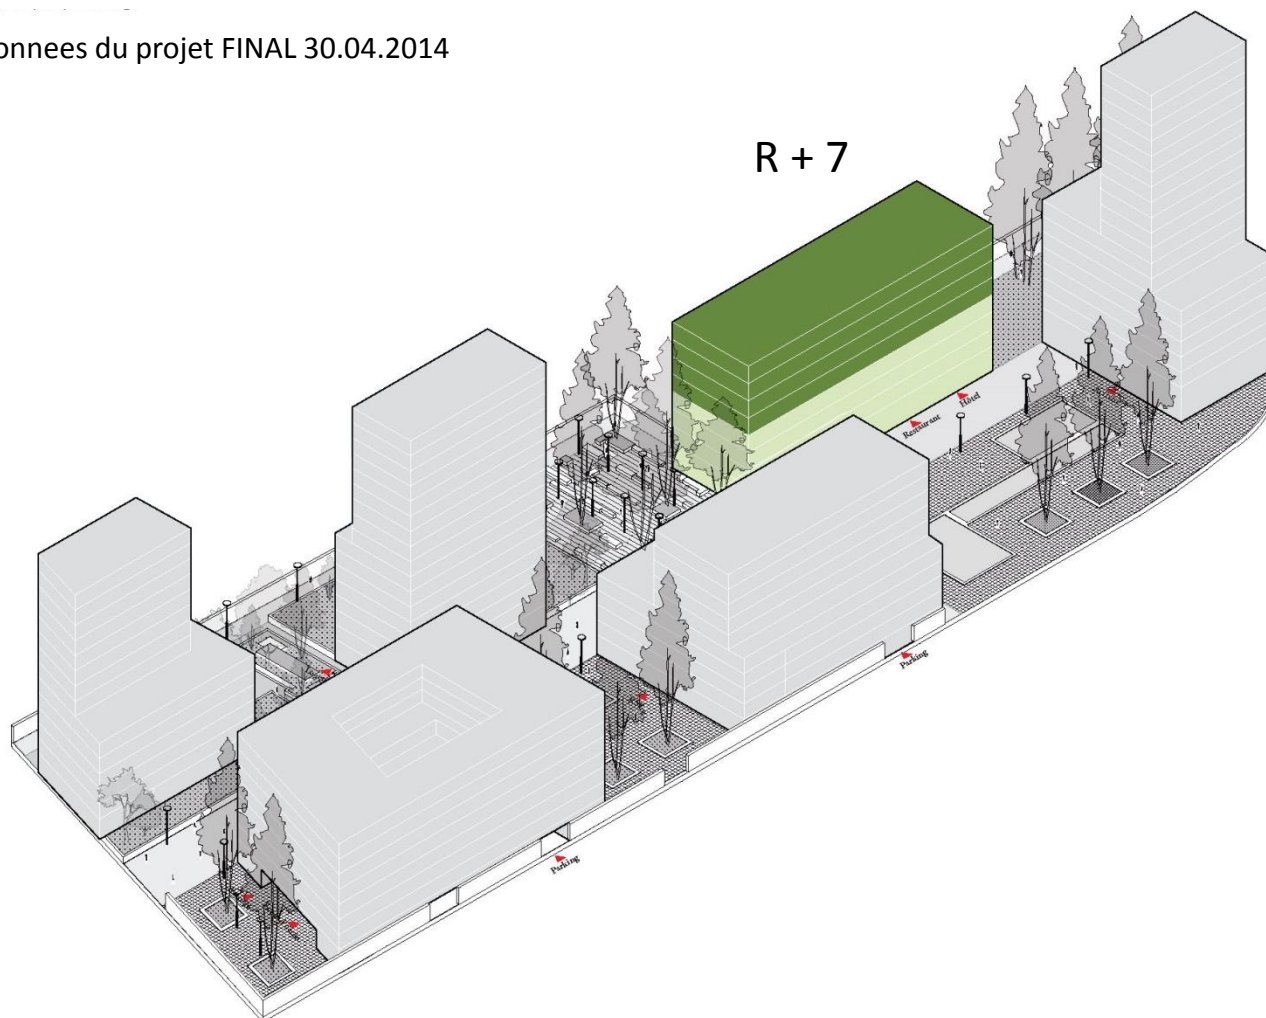 onnees du projet FINAL 30.04.2014
R + 7
Hôtel
Restaurant
Parking
Parking